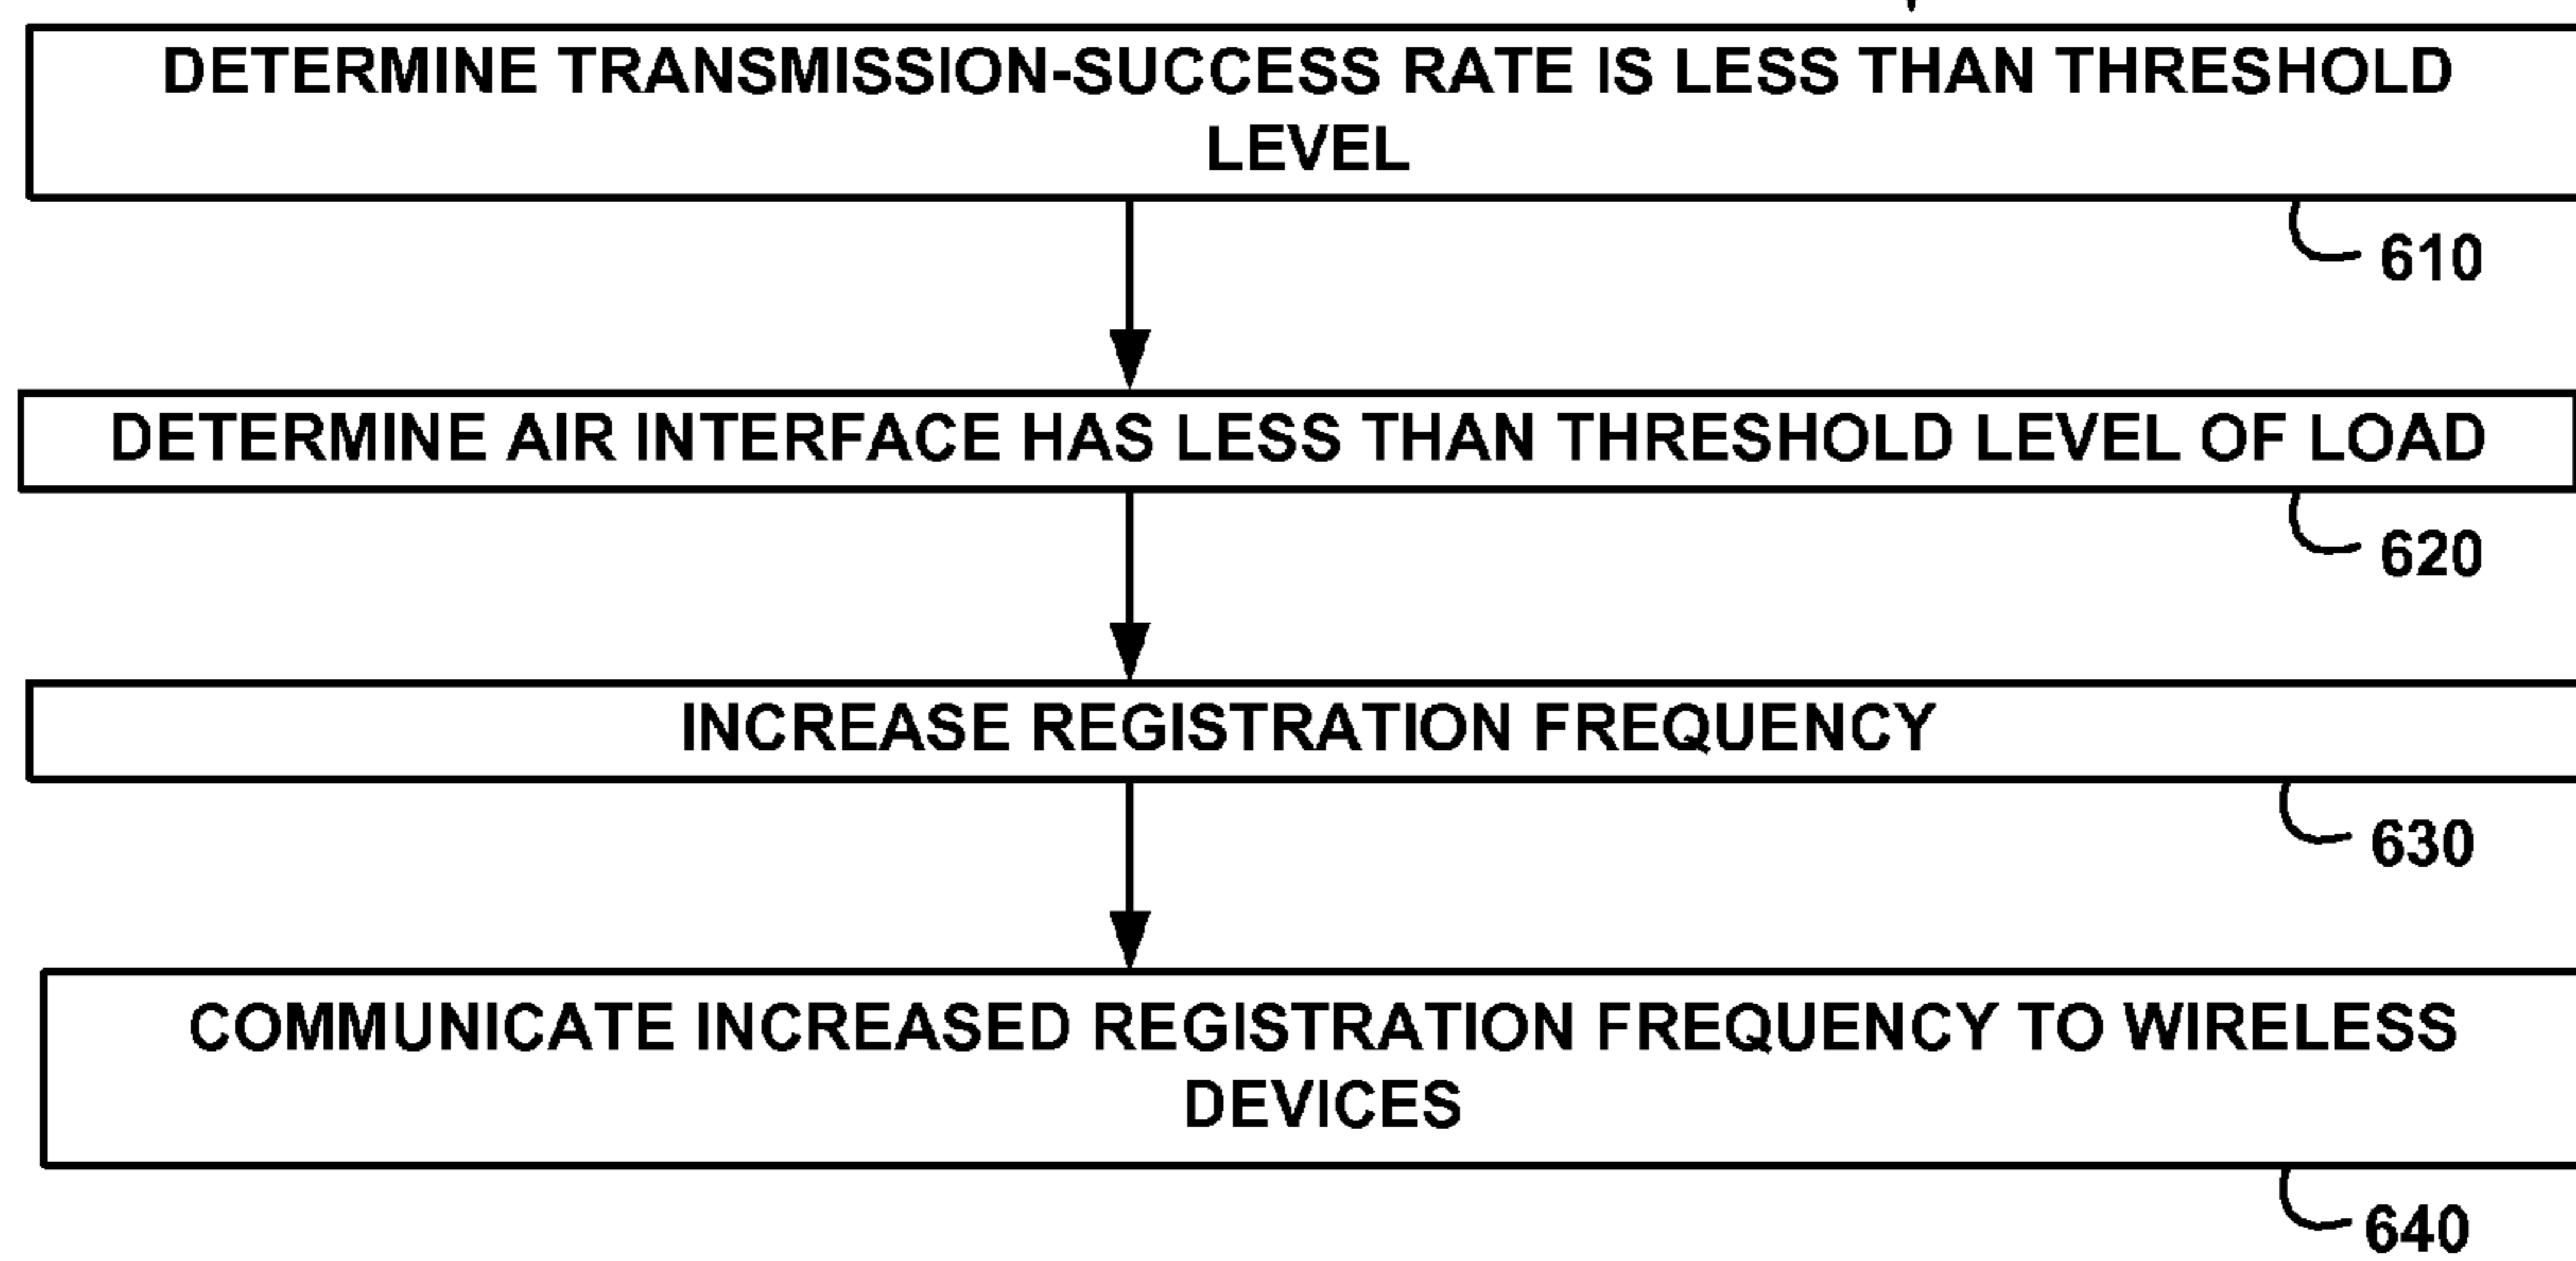 DETERMINE TRANSMISSION-SUCCESS RATE IS LESS THAN THRESHOLD
LEVEL
610
DETERMINE AIR INTERFACE HAS LESS THAN THRESHOLD LEVEL OF LOAD
620
INCREASE REGISTRATION FREQUENCY
630
COMMUNICATE INCREASED REGISTRATION FREQUENCY TO WIRELESS
DEVICES
640